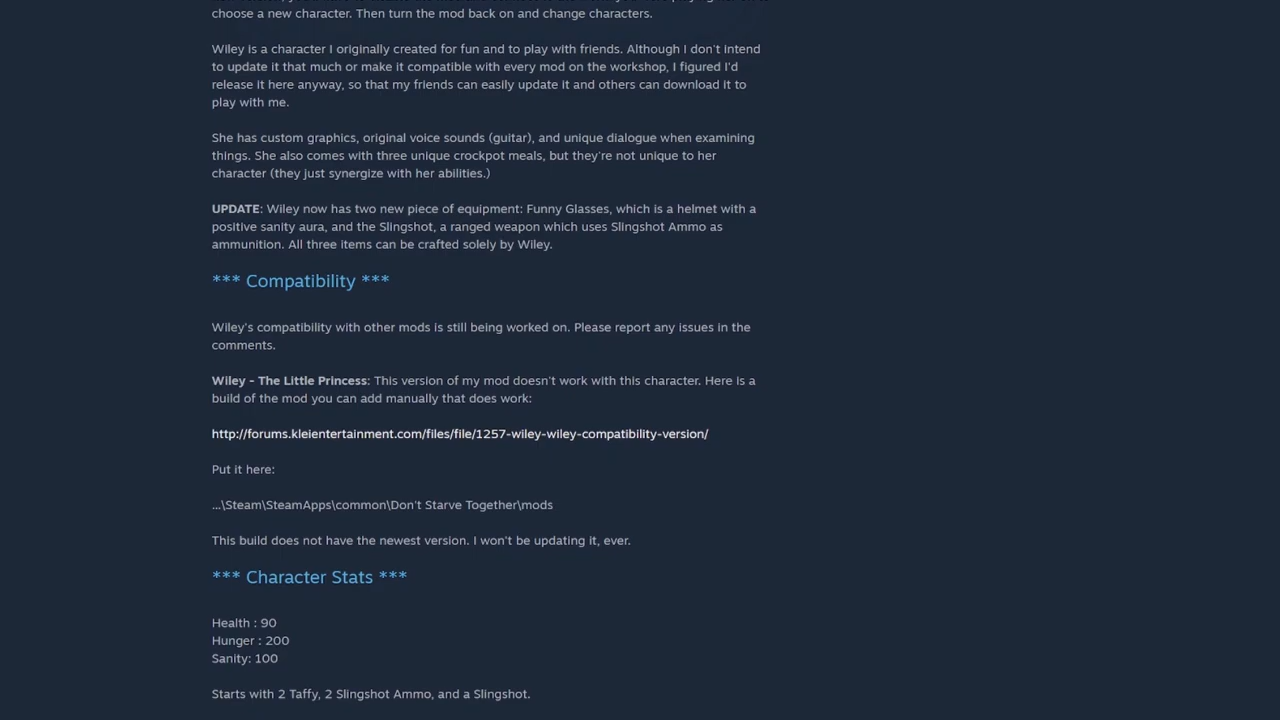 choose a new character. Then turn the mod back on and change characters.
Wiley is a character I originally created for fun and to play with friends. Although I don't intend
to update it that much or make it compatible with every mod on the workshop, I figured I'd
release it here anyway, so that my friends can easily update it and others can download it to
play with me.
She has custom graphics, original voice sounds (guitar), and unique dialogue when examining
things. She also comes with three unique crockpot meals, but they're not unique to her
character (they just synergize with her abilities.)
UPDATE: Wiley now has two new piece of equipment: Funny Glasses, which is a helmet with a
positive sanity aura, and the Slingshot, a ranged weapon which uses Slingshot Ammo as
ammunition. All three items can be crafted solely by Wiley.
*** Compatibility ***
Wiley's compatibility with other mods is still being worked on. Please report any issues in the
comments.
Wiley - The Little Princess: This version of my mod doesn't work with this character. Here is a
build of the mod you can add manually that does work:
http://forums.kleientertainment.com/files/file/1257-wiley-wiley-compatibility-version/
Put it here:
...\Steam\SteamApps\common\Don't Starve Together\mods
This build does not have the newest version. I won't be updating it, ever.
*** Character Stats ***
Health : 90
Hunger : 200
Sanity: 100
Starts with 2 Taffy, 2 Slingshot Ammo, and a Slingshot.